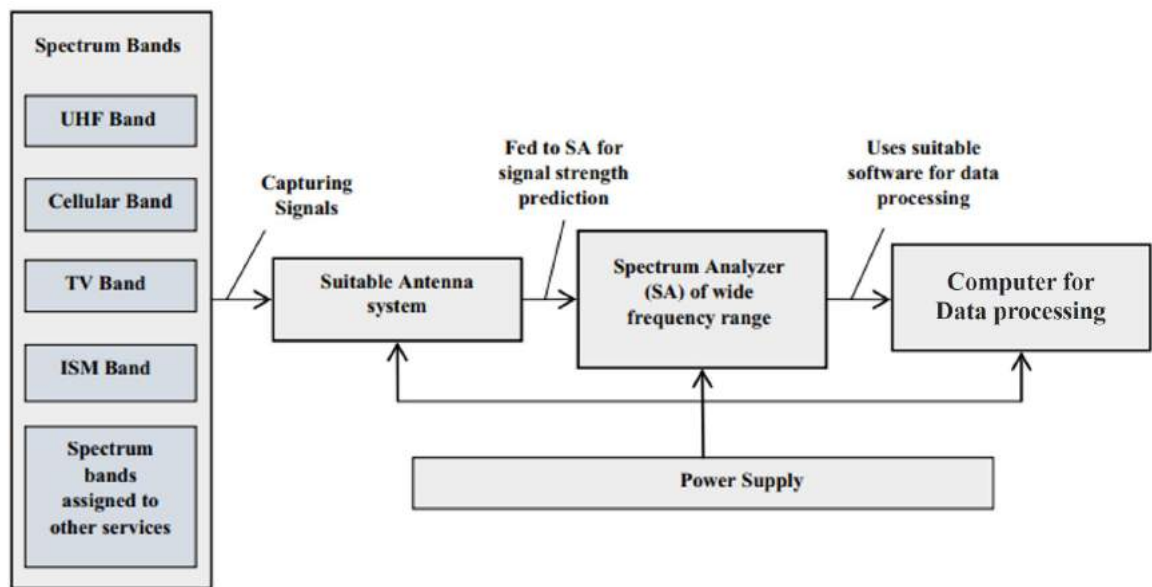 Spectrum Bands
UHF Band
Cellular Band
TV Band
ISM Band
Spectrum
bands
assigned to
other services
Capturing
Signals
Suitable Antenna
system
Fed to SA for
signal strength
prediction
Spectrum Analyzer
(SA) of wide
frequency range
Uses suitable
software for data
processing
Computer for
Data processing
Power Supply